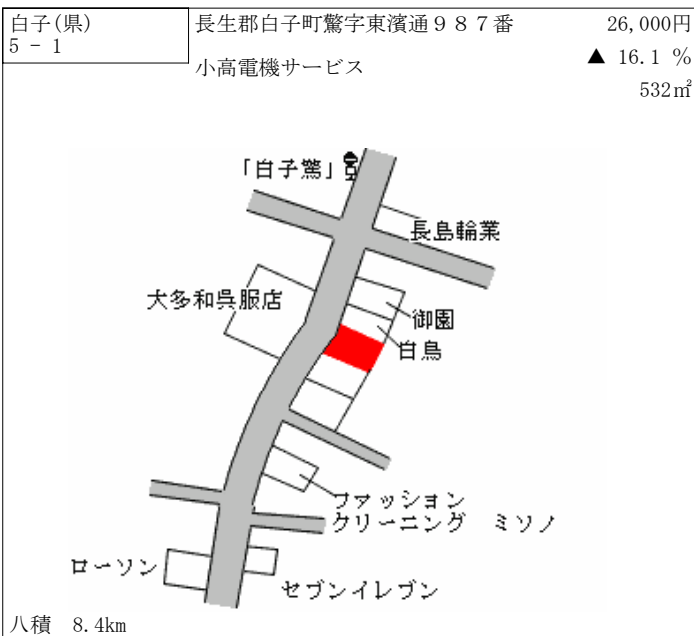 白子(県)
5 - 1
長生郡白子町驚字東濱通987番
小高電機サービス
26,000円
▲ 16.1 %
532㎡
「白子驚」
長島輪業
大多和呉服店
御園
白鳥
ファッション
クリーニング ミソノ
ローソン
セブンイレブン
八積 8.4km